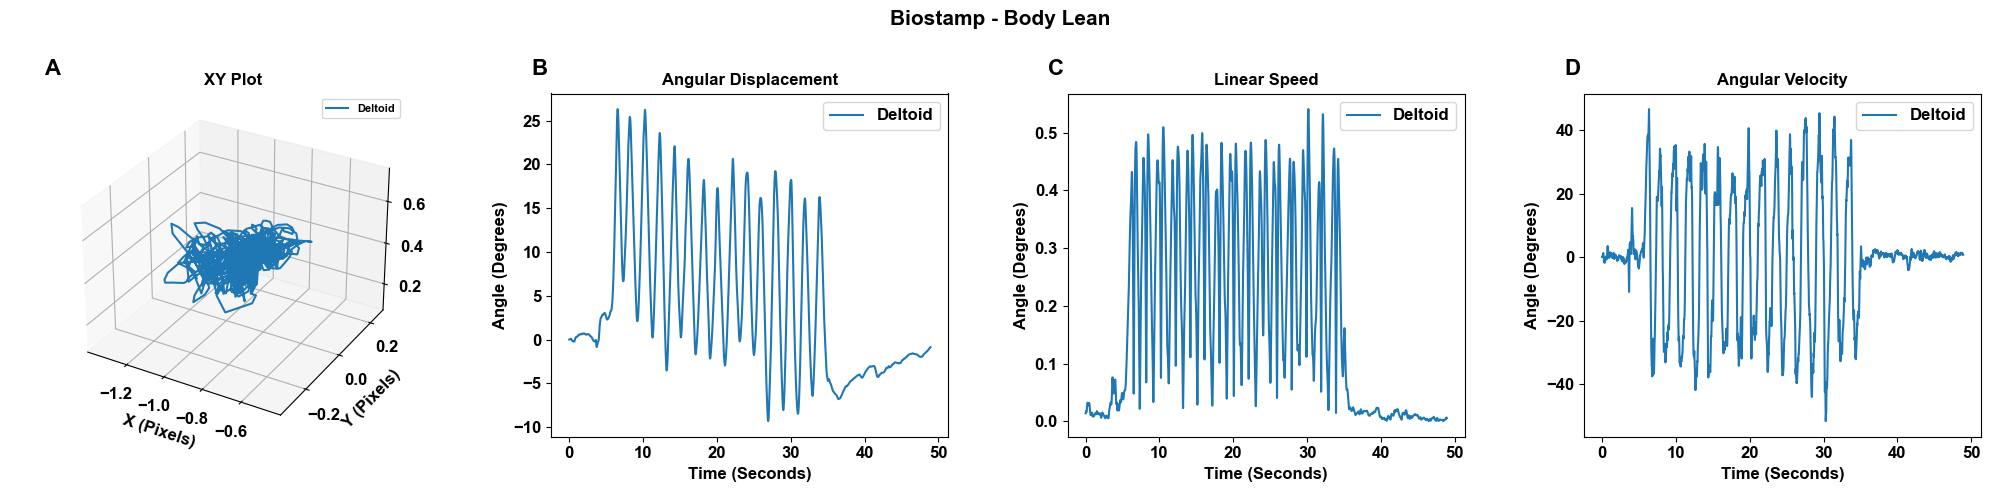 Biostamp - Body Lean
A
XY Plot
Deltoid
0.6
0.4
0.2
−1.2
−1.0
−0.8
−0.6
X (Pixels)
0.2
0.0
−0.2
Y (Pixels)
B
Angular Displacement
Deltoid
25
20
15
10
5
0
−5
−10
Angle (Degrees)
0 10 20 30 40 50
Time (Seconds)
C
Linear Speed
Deltoid
0.5
0.4
0.3
0.2
0.1
0.0
Angle (Degrees)
0 10 20 30 40 50
Time (Seconds)
D
Angular Velocity
Deltoid
40
20
0
−20
−40
Angle (Degrees)
0 10 20 30 40 50
Time (Seconds)